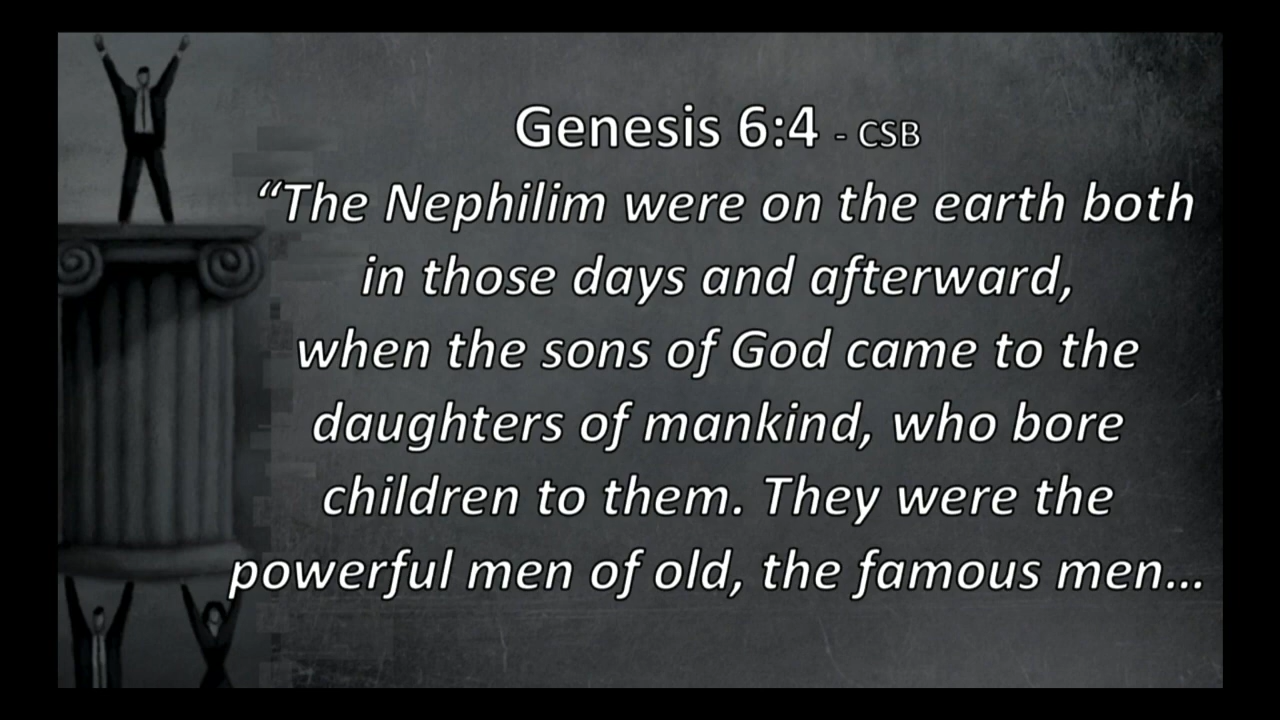 Genesis 6:4 - CSB
“The Nephilim were on the earth both
in those days and afterward,
when the sons of God came to the
daughters of mankind, who bore
children to them. They were the
powerful men of old, the famous men...